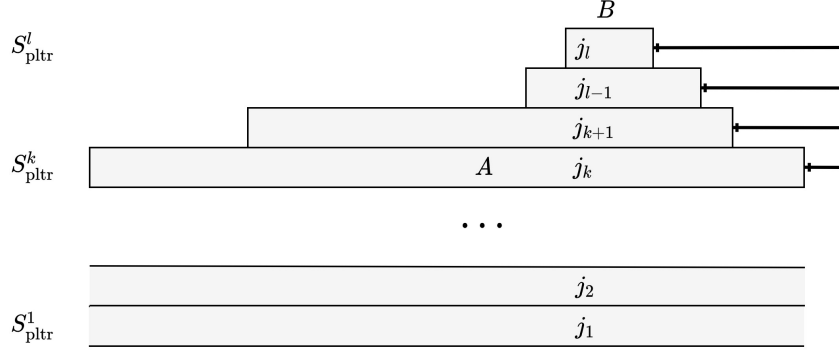 B
S^l_pltr j_l
j_{l−1}
j_{k+1}
S^k_pltr A j_k
...
j_2
S^1_pltr j_1